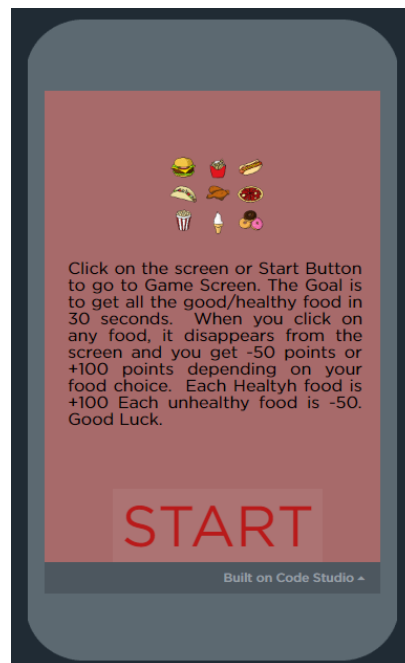 Click on the screen or Start Button
to go to Game Screen. The Goal is
to get all the good/healthy food in
30 seconds. When you click on
any food, it disappears from the
screen and you get -50 points or
+100 points depending on your
food choice. Each Healtyh food is
+100 Each unhealthy food is -50.
Good Luck.
START
Built on Code Studio